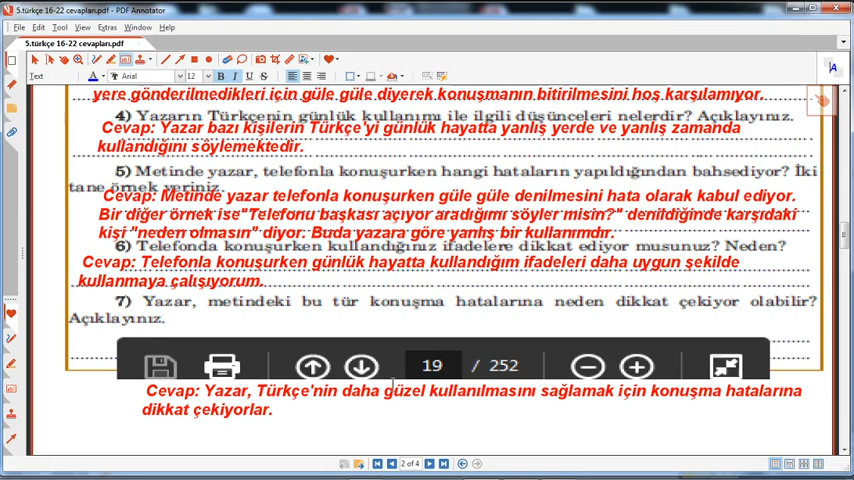 5.türkçe 16-22 cevapları.pdf - PDF Annotator
File Edit Tool View Extras Window Help
5.türkçe 16-22 cevapları.pdf
Text Arial 12 B I U S
yere gönderilmedikleri için güle güle diyerek konuşmanın bitirilmesini hoş karşılamıyor.
4) Yazarın Türkçenin günlük kullanımı ile ilgili düşünceleri nelerdir? Açıklayınız.
Cevap: Yazar bazı kişilerin Türkçe'yi günlük hayatta yanlış yerde ve yanlış zamanda
kullandığını söylemektedir.
5) Metinde yazar, telefonla konuşurken hangi hataların yapıldığından bahsediyor? İki
tane örnek veriniz.
Cevap: Metinde yazar telefonla konuşurken güle güle denilmesini hata olarak kabul ediyor.
Bir diğer örnek ise"Telefonu başkası açıyor aradığımı söyler misin?" denildiğinde karşıdaki
kişi "neden olmasın" diyor. Buda yazara göre yanlış bir kullanımdır.
6) Telefonda konuşurken kullandığınız ifadelere dikkat ediyor musunuz? Neden?
Cevap: Telefonla konuşurken günlük hayatta kullandığım ifadeleri daha uygun şekilde
kullanmaya çalışıyorum.
7) Yazar, metindeki bu tür konuşma hatalarına neden dikkat çekiyor olabilir?
Açıklayınız.
19 / 252
Cevap: Yazar, Türkçe'nin daha güzel kullanılmasını sağlamak için konuşma hatalarına
dikkat çekiyorlar.
2 of 4